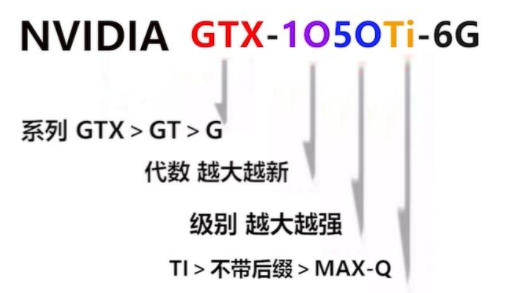 NVIDIA GTX-1050Ti-6G
系列 GTX > GT > G
代数 越大越新
级别 越大越强
TI > 不带后缀 > MAX-Q